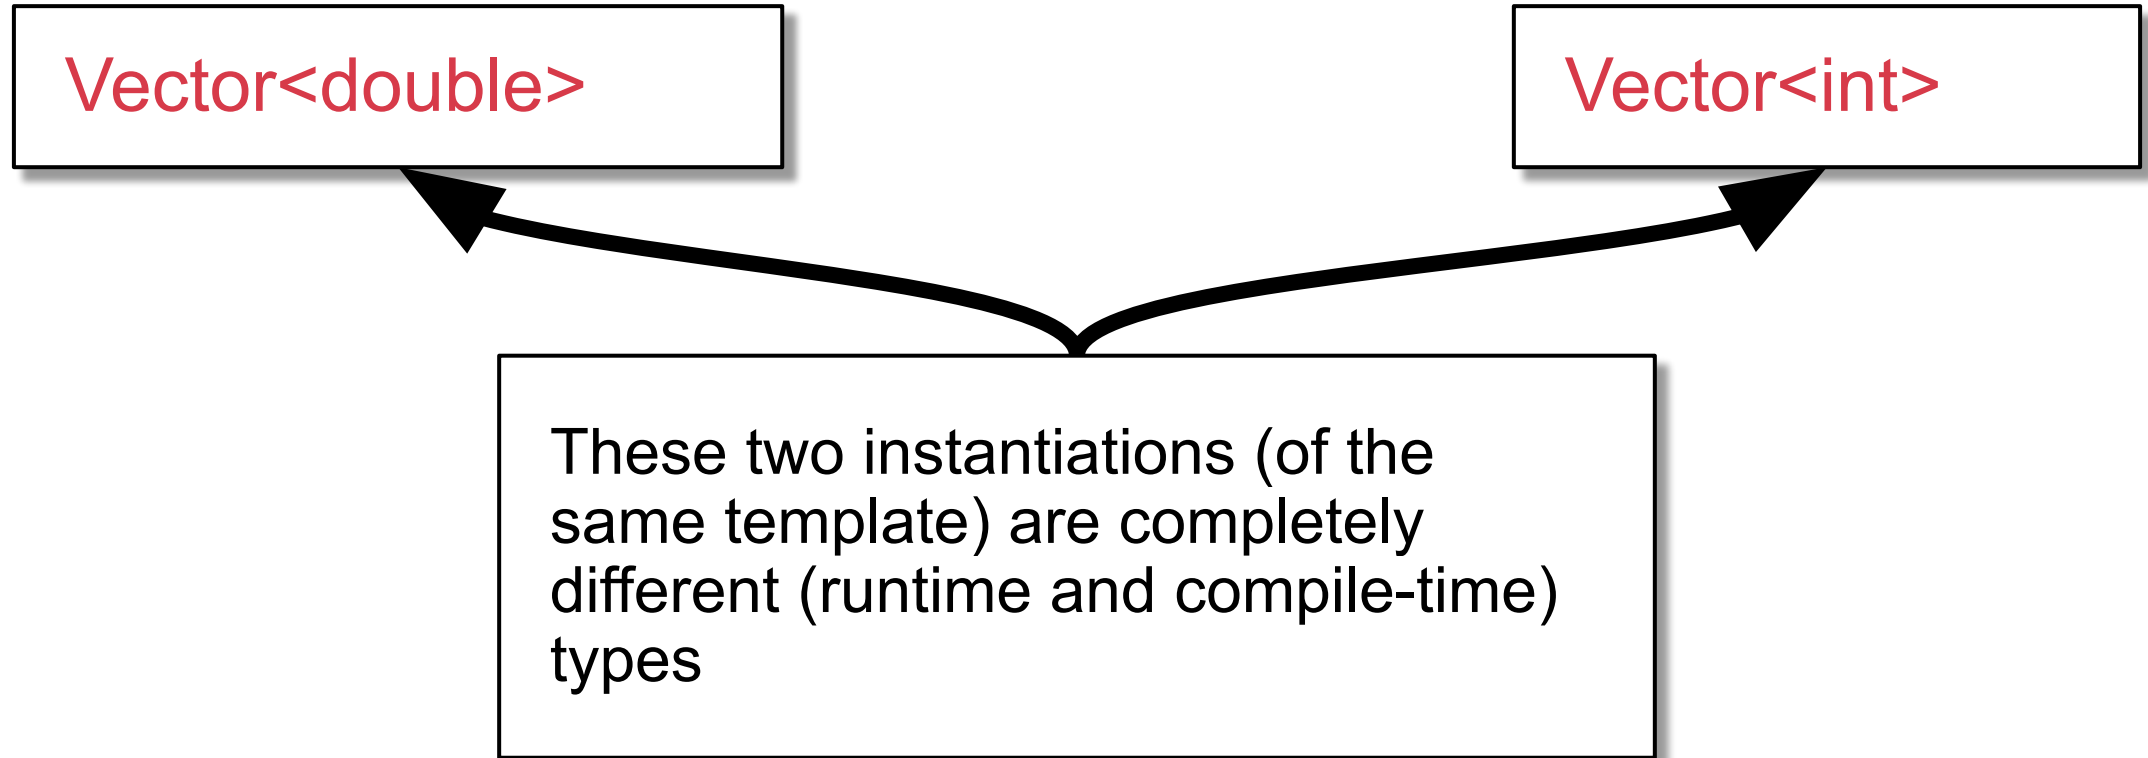 Vector<double>
Vector<int>
These two instantiations (of the
same template) are completely
different (runtime and compile-time)
types